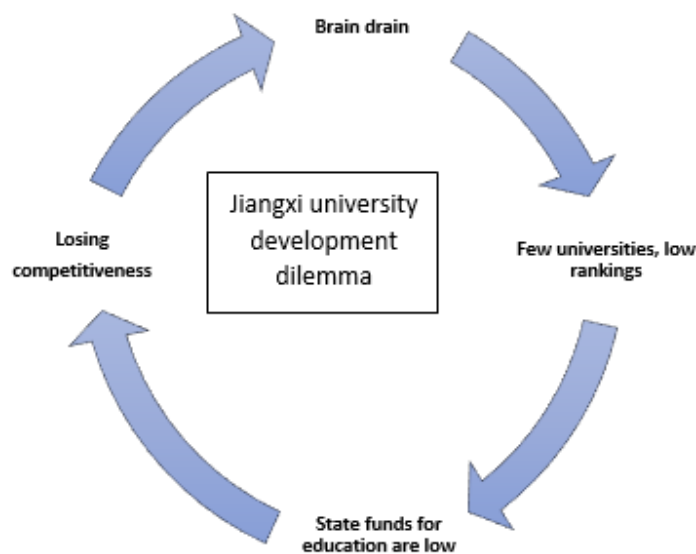 Brain drain
Jiangxi university
development
dilemma
Losing
competitiveness
Few universities, low
rankings
State funds for
education are low